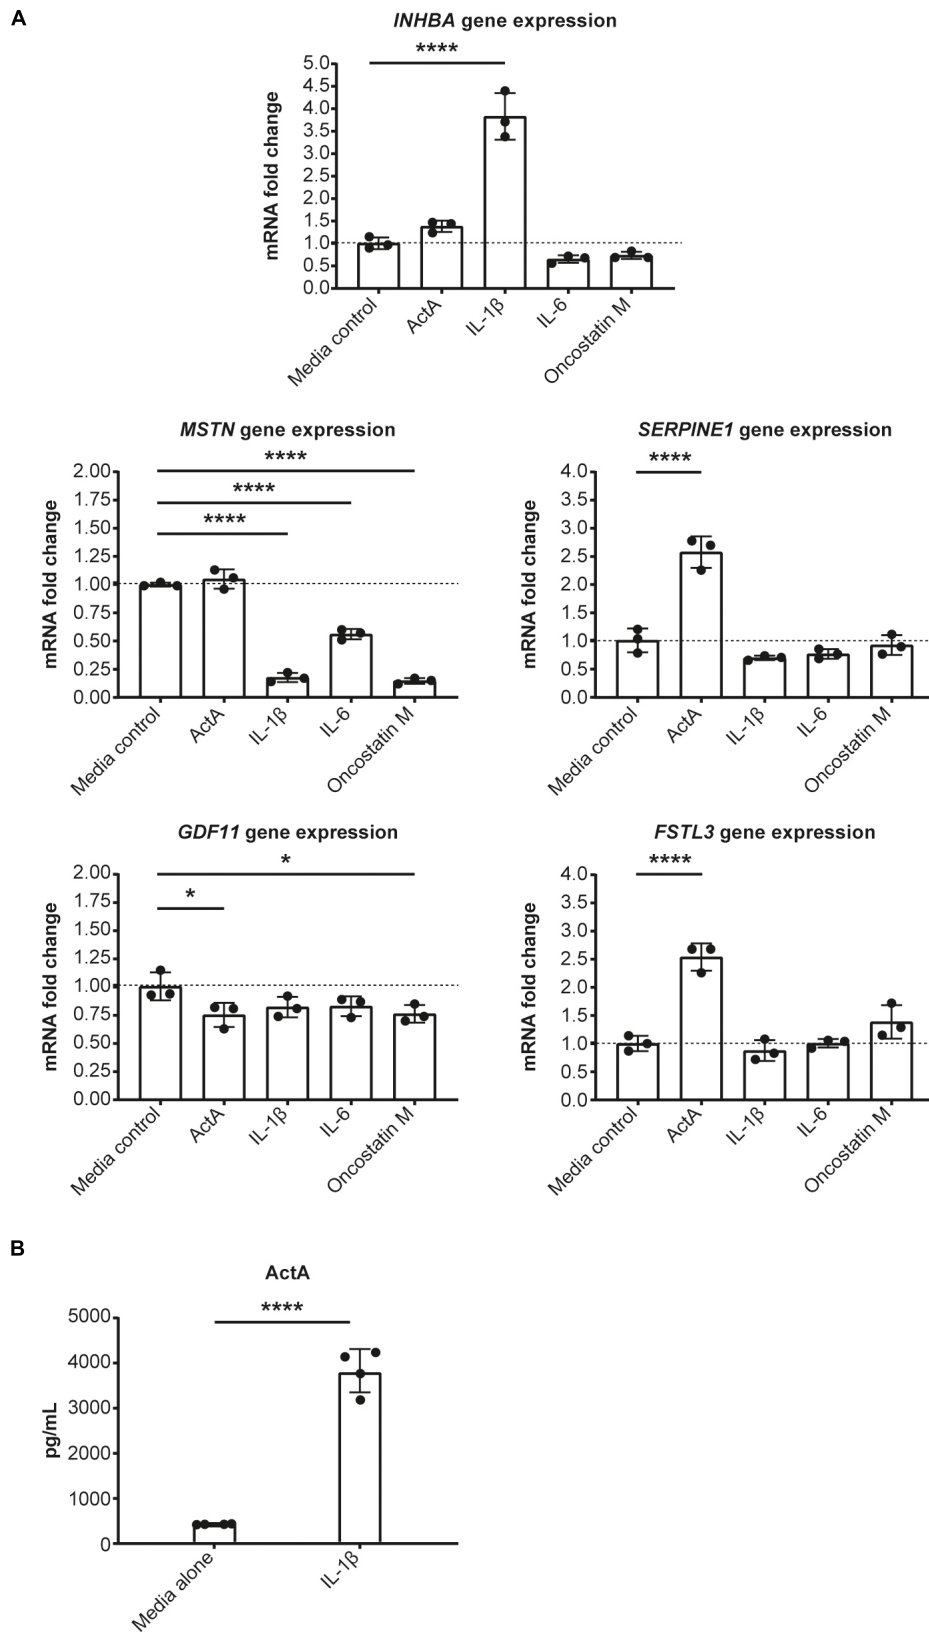 A
INHBA gene expression
****
mRNA fold change
5.0
4.5
4.0
3.5
3.0
2.5
2.0
1.5
1.0
0.5
0.0
Media control
ActA
IL-1β
IL-6
Oncostatin M
MSTN gene expression
****
****
****
mRNA fold change
2.00
1.75
1.50
1.25
1.00
0.75
0.50
0.25
0.00
Media control
ActA
IL-1β
IL-6
Oncostatin M
SERPINE1 gene expression
****
mRNA fold change
4.0
3.5
3.0
2.5
2.0
1.5
1.0
0.5
0.0
Media control
ActA
IL-1β
IL-6
Oncostatin M
GDF11 gene expression
*
*
mRNA fold change
2.00
1.75
1.50
1.25
1.00
0.75
0.50
0.25
0.00
Media control
ActA
IL-1β
IL-6
Oncostatin M
FSTL3 gene expression
****
mRNA fold change
4.0
3.5
3.0
2.5
2.0
1.5
1.0
0.5
0.0
Media control
ActA
IL-1β
IL-6
Oncostatin M
B
ActA
****
pg/mL
5000
4000
3000
2000
1000
0
Media alone
IL-1β